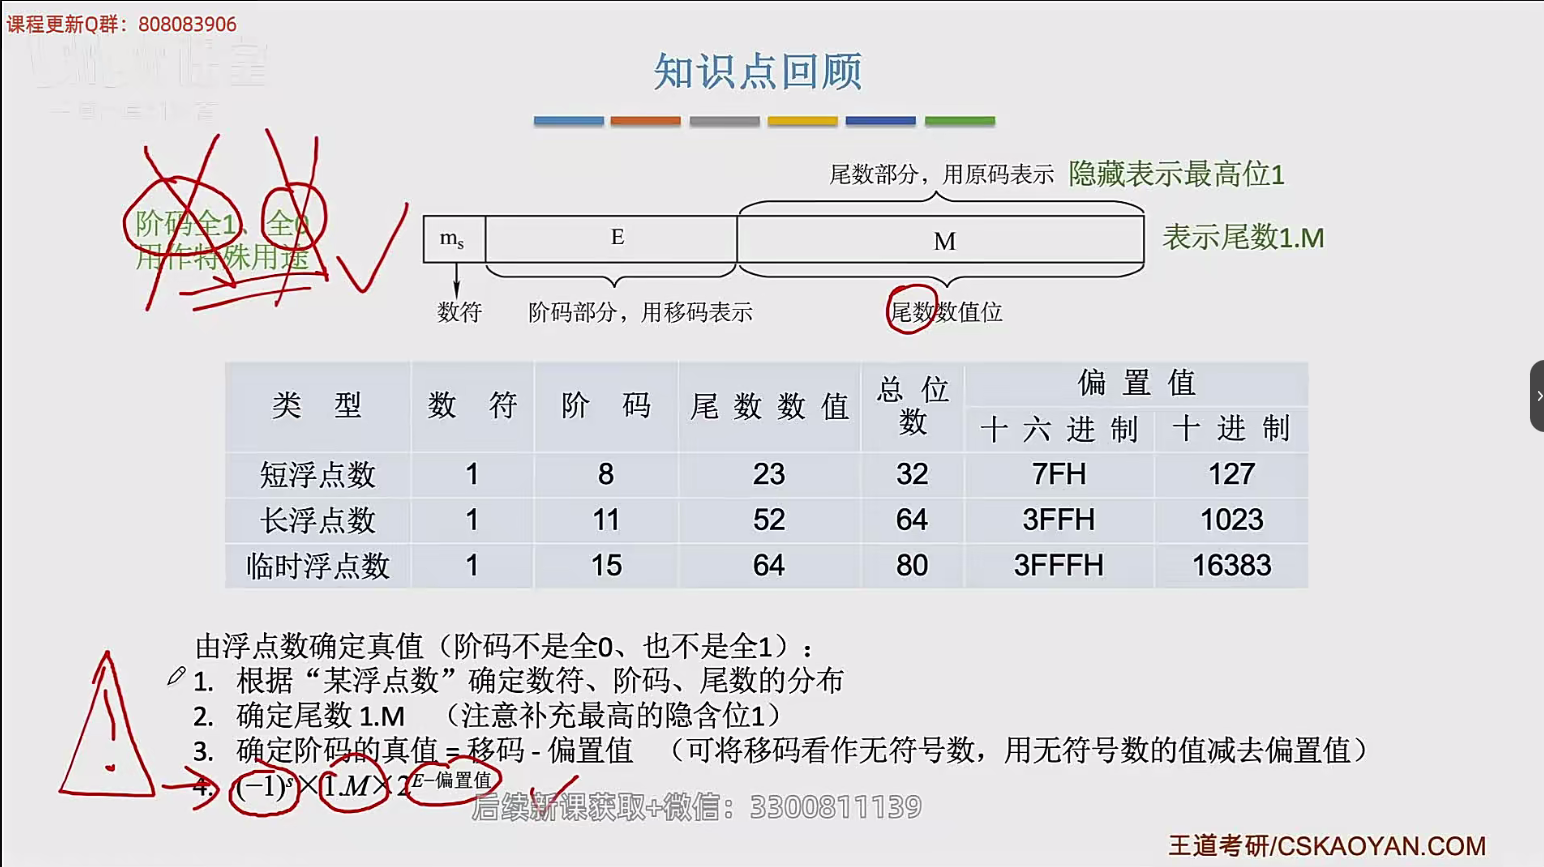 课程更新Q群：808083906
知识点回顾
尾数部分，用原码表示 隐藏表示最高位1
阶码全1、全0
用作特殊用途
ms E M 表示尾数1.M
数符 阶码部分，用移码表示 尾数数值位
类 型 数 符 阶 码 尾数数值 总位数 偏置值
十六进制 十进制
短浮点数 1 8 23 32 7FH 127
长浮点数 1 11 52 64 3FFH 1023
临时浮点数 1 15 64 80 3FFFH 16383
由浮点数确定真值（阶码不是全0、也不是全1）：
1. 根据“某浮点数”确定数符、阶码、尾数的分布
2. 确定尾数 1.M （注意补充最高的隐含位1）
3. 确定阶码的真值 = 移码 - 偏置值 （可将移码看作无符号数，用无符号数的值减去偏置值）
4. (−1)^s×1.M×2^(E−偏置值)
后续新课获取+微信：3300811139
王道考研/CSKAOYAN.COM